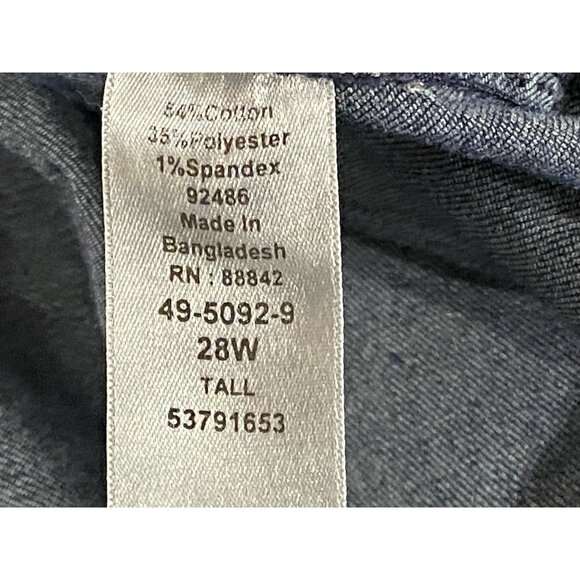 64%Cotton
35%Polyester
1%Spandex
92486
Made In
Bangladesh
RN : 88842
49-5092-9
28W
TALL
53791653